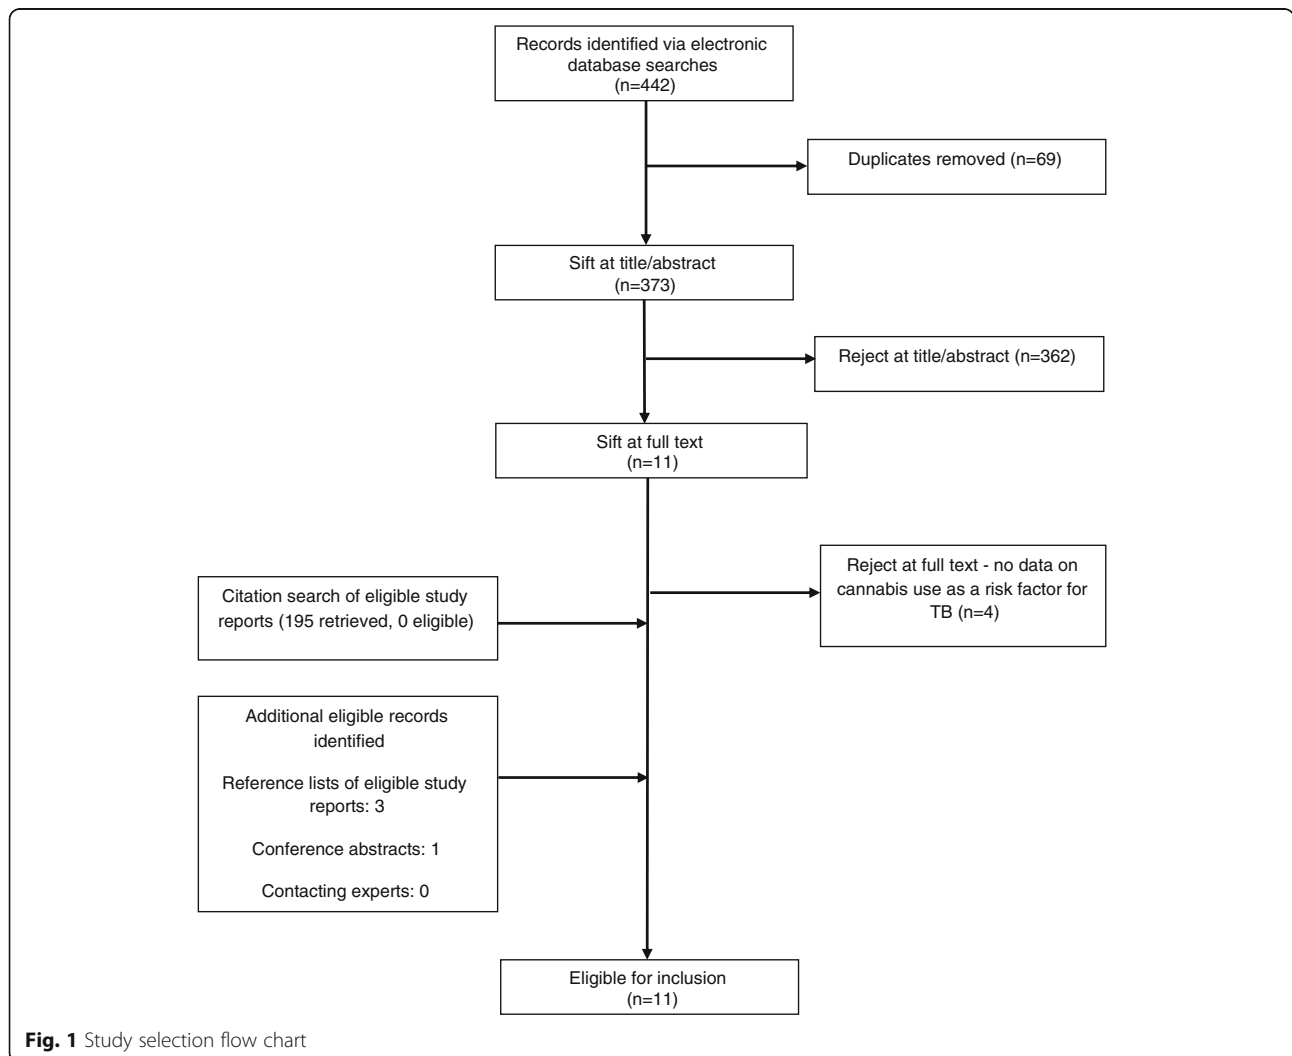 Records identified via electronic
database searches
(n=442)
Duplicates removed (n=69)
Sift at title/abstract
(n=373)
Reject at title/abstract (n=362)
Sift at full text
(n=11)
Reject at full text - no data on
cannabis use as a risk factor for
TB (n=4)
Citation search of eligible study
reports (195 retrieved, 0 eligible)
Additional eligible records
identified
Reference lists of eligible study
reports: 3
Conference abstracts: 1
Contacting experts: 0
Eligible for inclusion
(n=11)
Fig. 1 Study selection flow chart